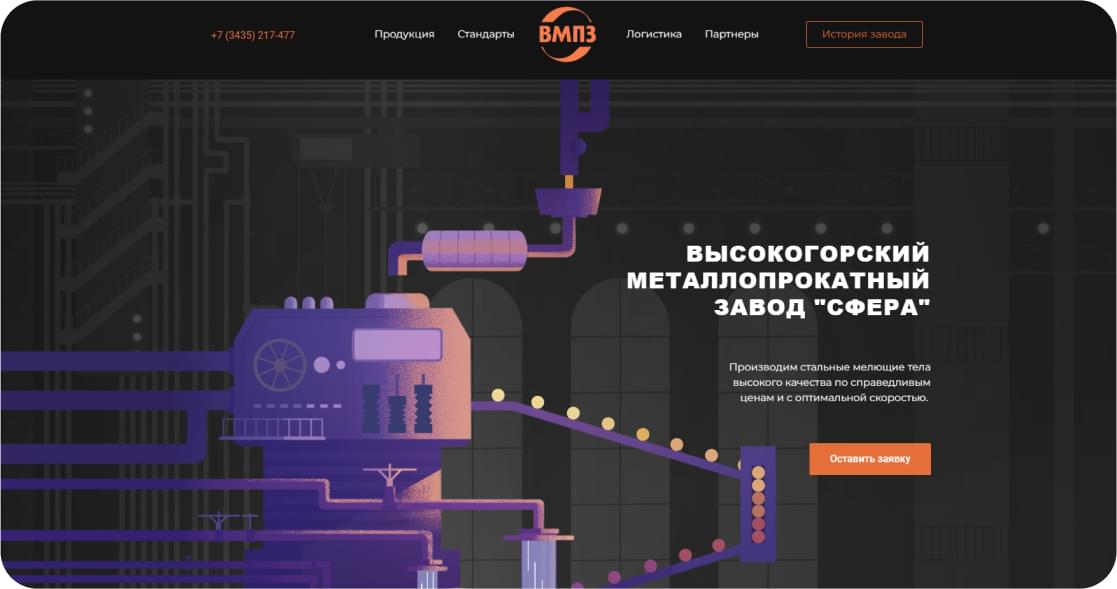 +7 (3435) 217-477
Продукция
Стандарты
ВМПЗ
Логистика
Партнеры
История завода
ВЫСОКОГОРСКИЙ
МЕТАЛЛОПРОКАТНЫЙ
ЗАВОД "СФЕРА"
Производим стальные мелющие тела
высокого качества по справедливым
ценам и с оптимальной скоростью.
Оставить заявку